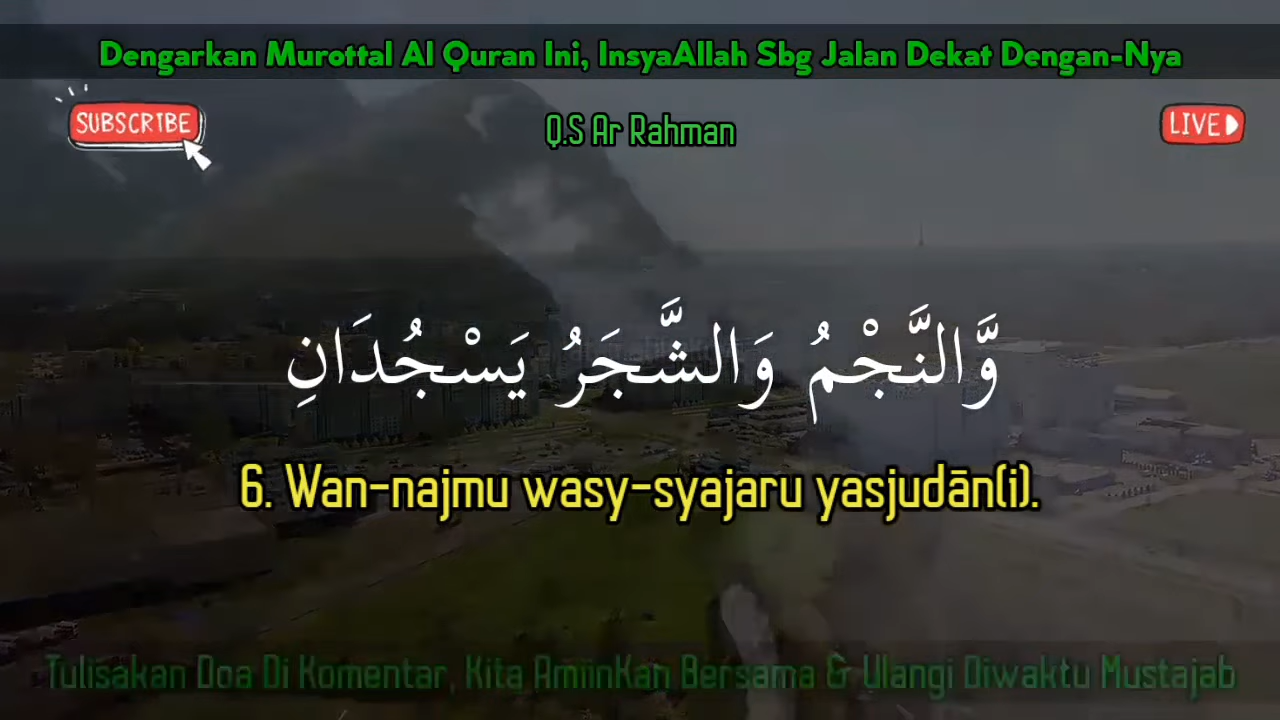 Dengarkan Murottal Al Quran Ini, InsyaAllah Sbg Jalan Dekat Dengan-Nya
SUBSCRIBE
Q.S Ar Rahman
LIVE
وَّالنَّجْمُ وَالشَّجَرُ يَسْجُدَانِ
6. Wan-najmu wasy-syajaru yasjudān(i).
Tulisakan Doa Di Komentar, Kita AmiinKan Bersama & Ulangi Diwaktu Mustajab